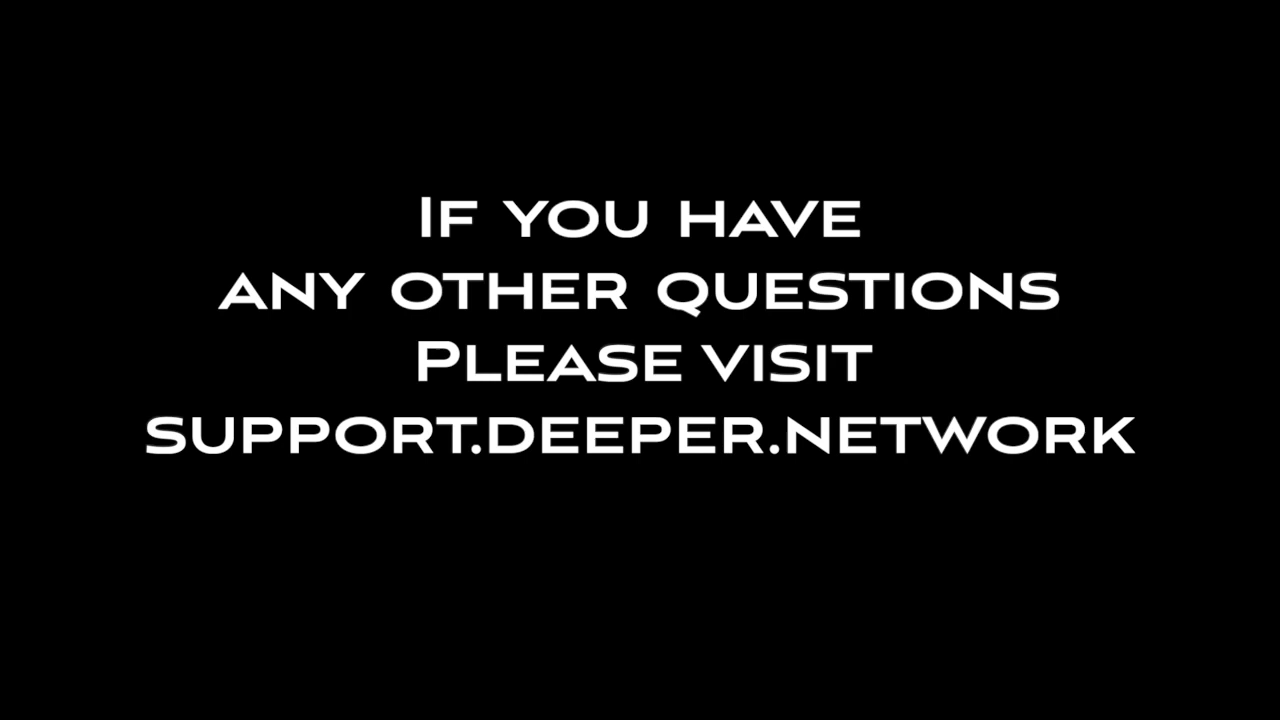 If you have
any other questions
Please visit
support.deeper.network